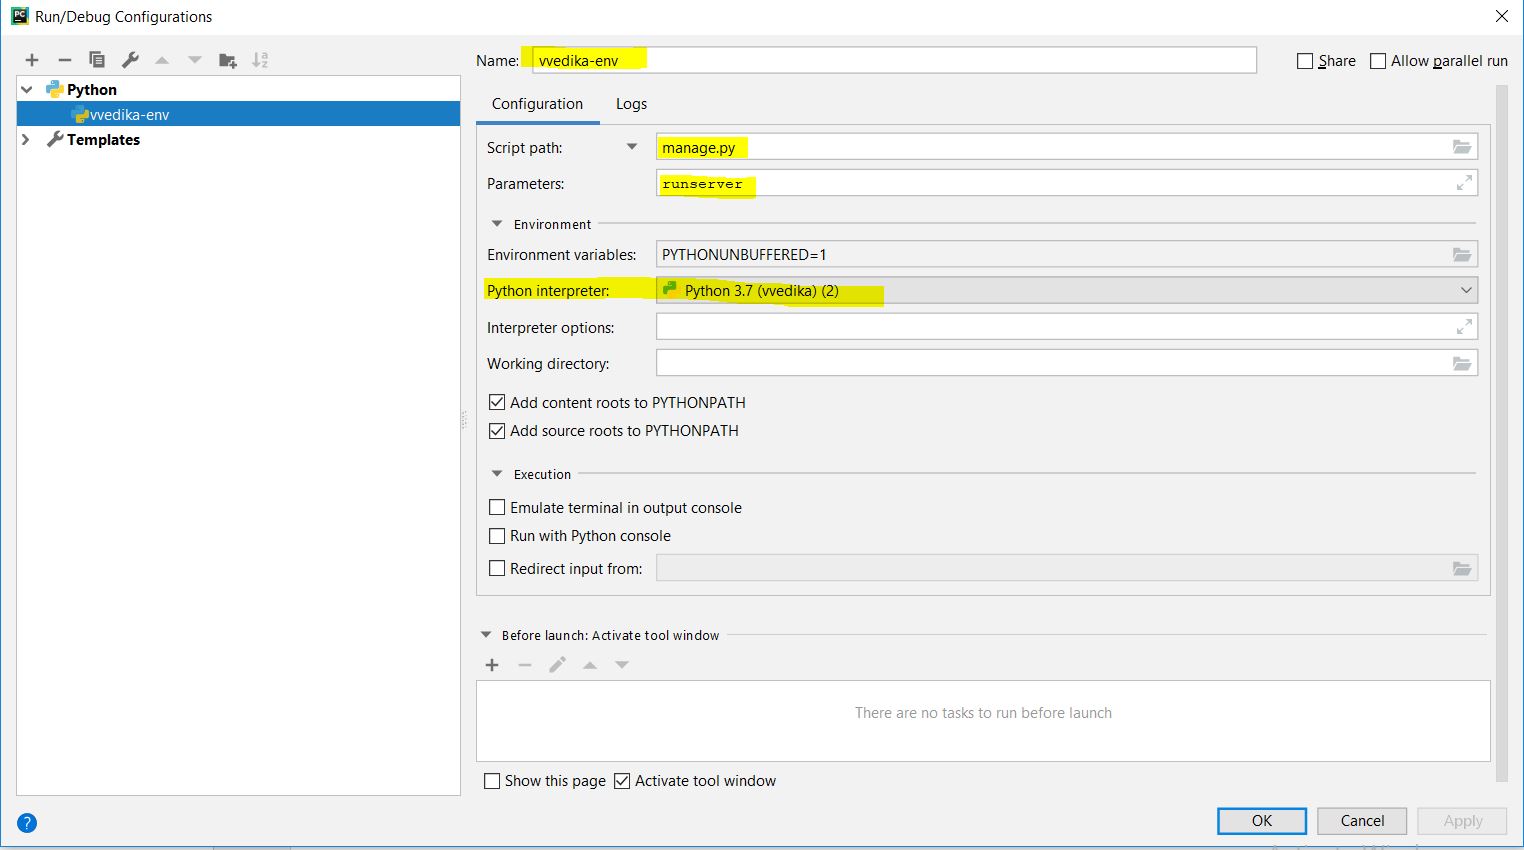 PC Run/Debug Configurations
Name: vvedika-env Share Allow parallel run
Python
vvedika-env
Templates
Configuration Logs
Script path: manage.py
Parameters: runserver
Environment
Environment variables: PYTHONUNBUFFERED=1
Python interpreter: Python 3.7 (vvedika) (2)
Interpreter options:
Working directory:
Add content roots to PYTHONPATH
Add source roots to PYTHONPATH
Execution
Emulate terminal in output console
Run with Python console
Redirect input from:
Before launch: Activate tool window
There are no tasks to run before launch
Show this page Activate tool window
? OK Cancel Apply